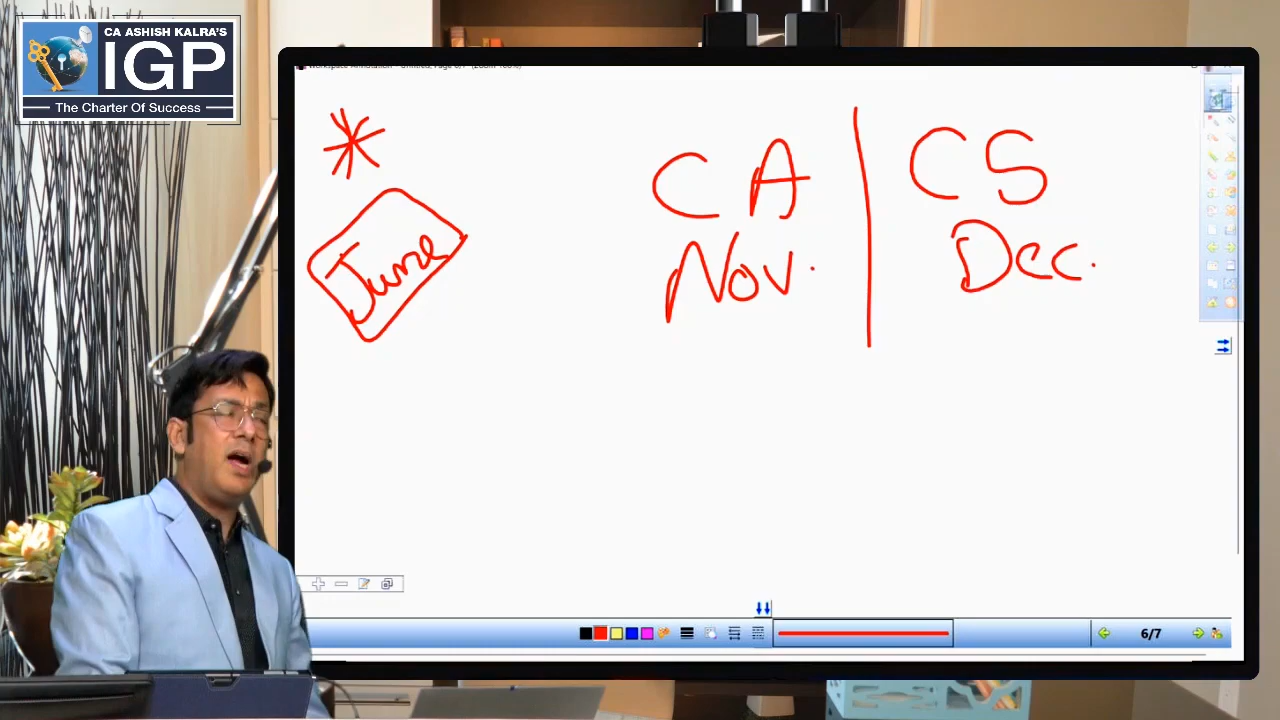 CA ASHISH KALRA'S
IGP
The Charter Of Success
*
June
CA | CS
Nov. | Dec.
6/7